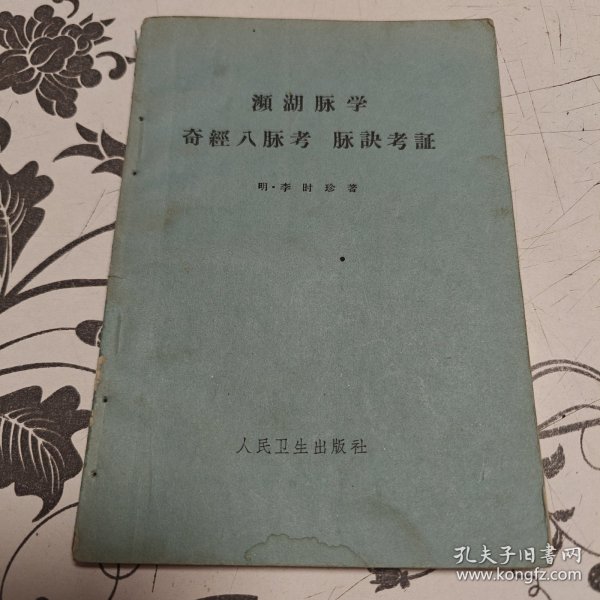 瀕湖脉学
奇經八脉考 脉訣考証
明·李时珍著
人民卫生出版社
孔夫子旧书网
www.kongfz.com